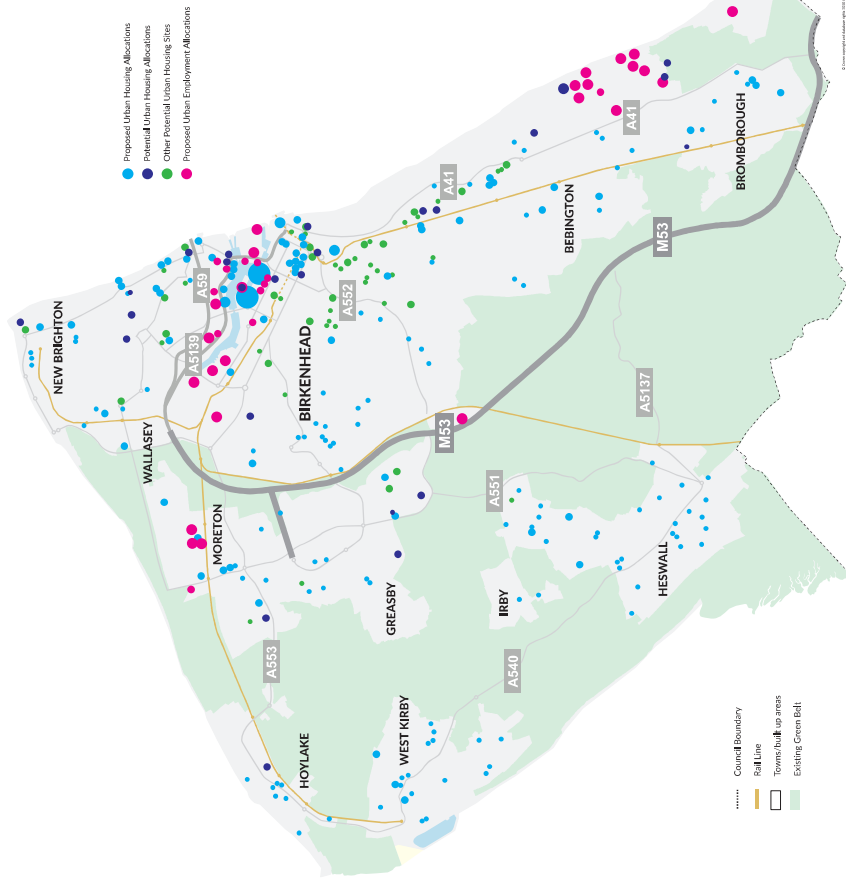 Proposed Urban Housing Allocations
Potential Urban Housing Allocations
Other Potential Urban Housing Sites
Proposed Urban Employment Allocations
NEW BRIGHTON
WALLASEY
A59
A5139
BIRKENHEAD
A552
A41
A41
BROMBOROUGH
BEBINGTON
M53
M53
A5137
MORETON
A551
GREASBY
IRBY
HESWALL
A553
A540
HOYLAKE
WEST KIRBY
Council Boundary
Rail Line
Towns/built up areas
Existing Green Belt